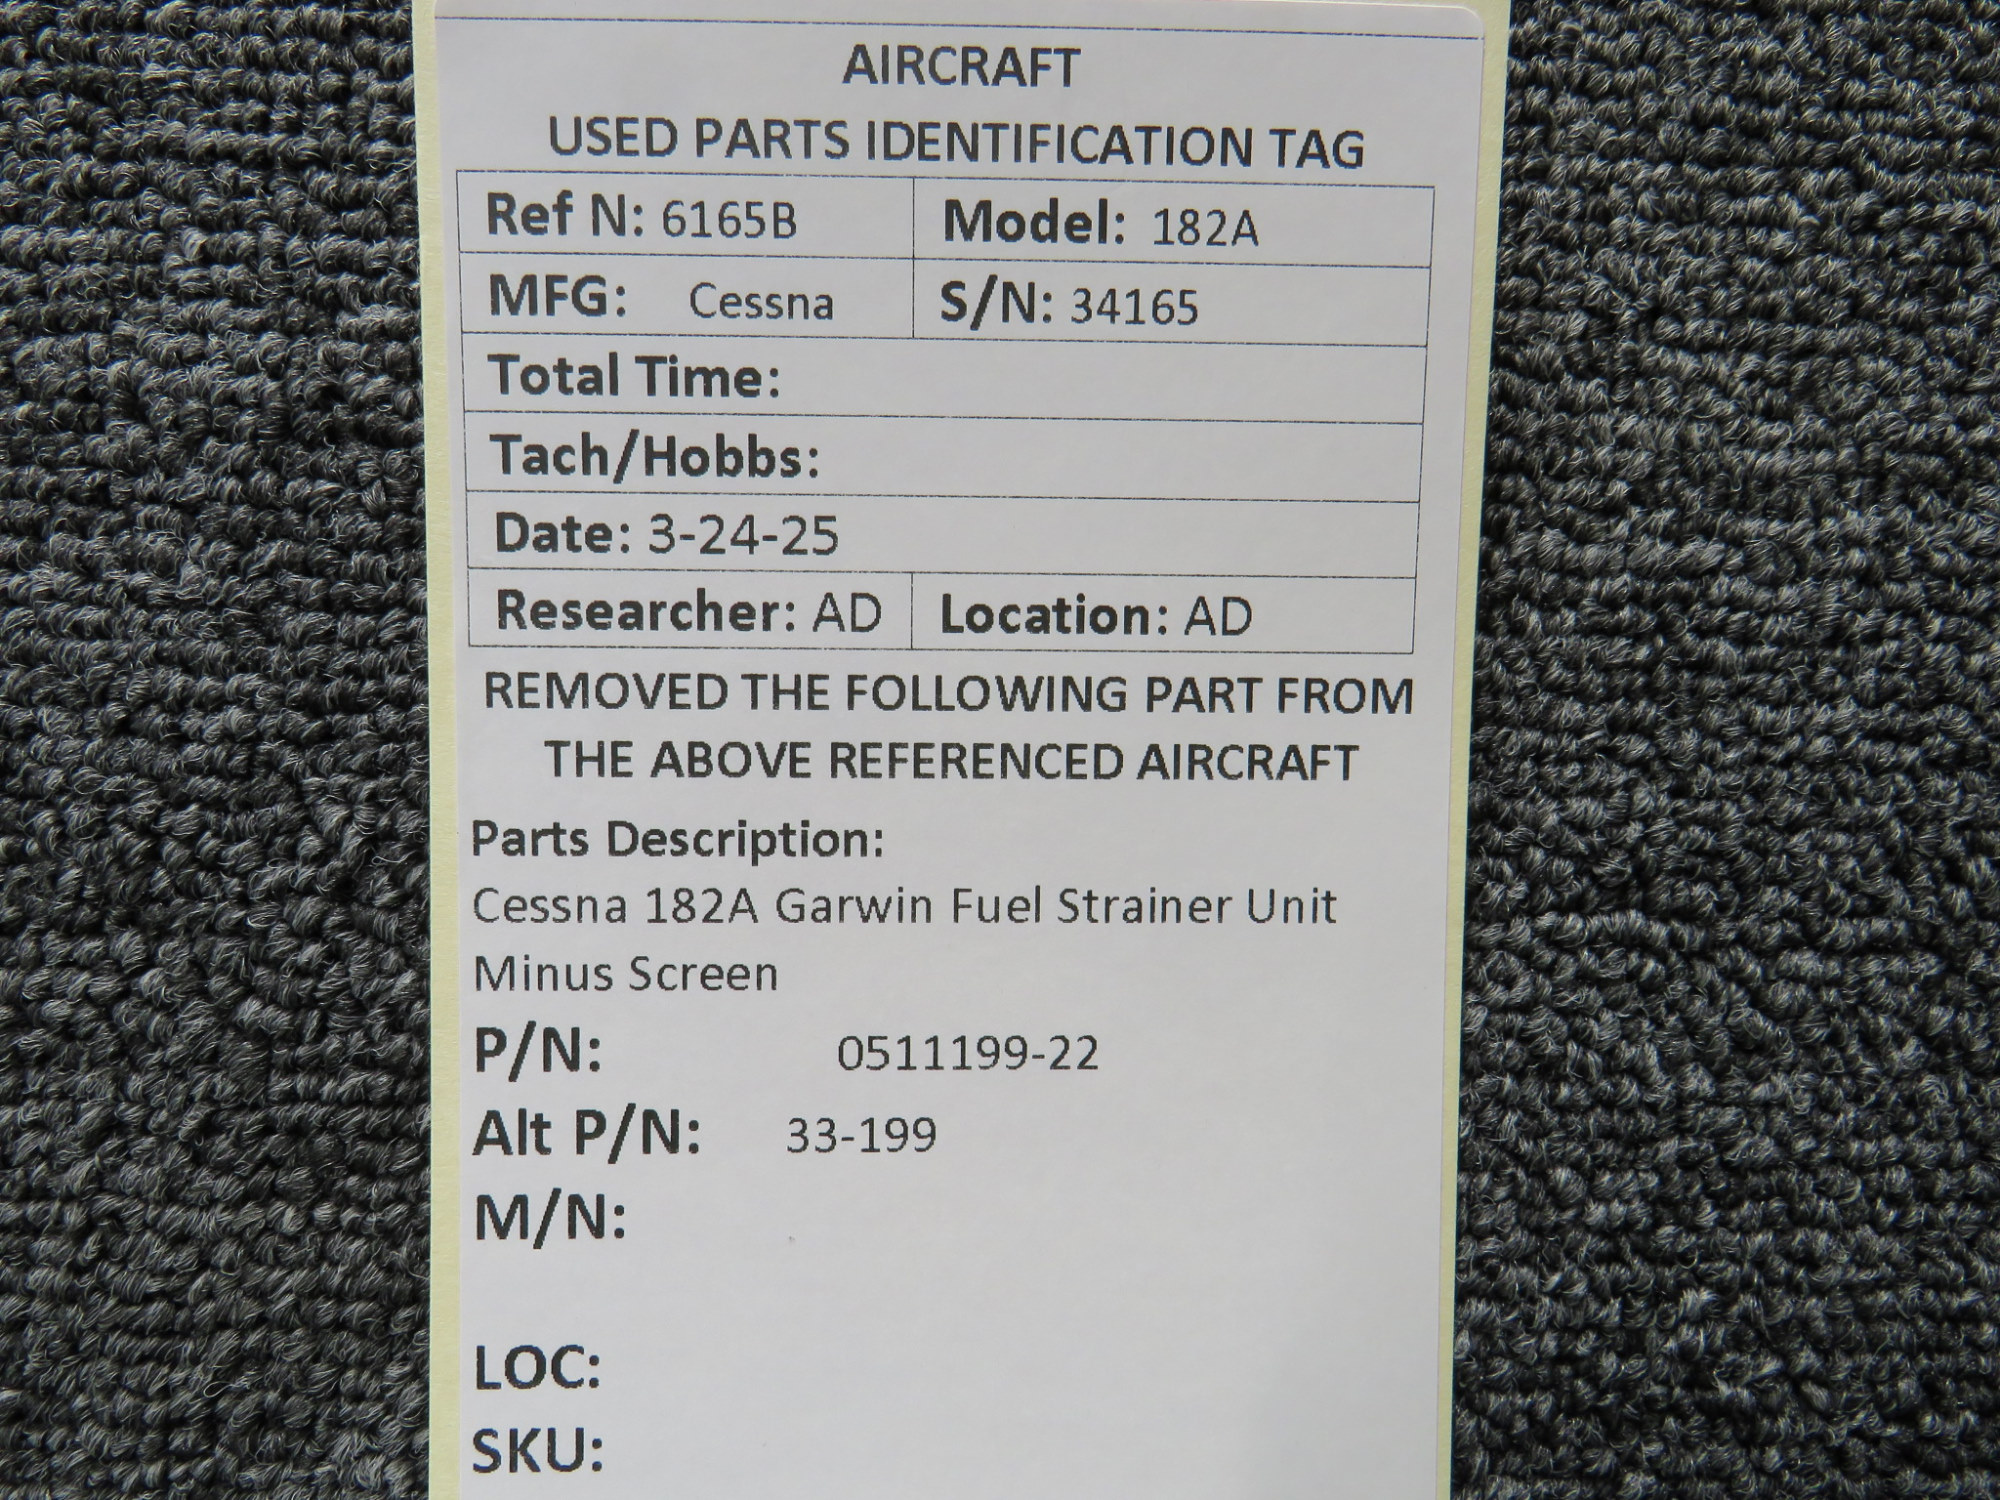 AIRCRAFT
USED PARTS IDENTIFICATION TAG
Ref N: 6165B Model: 182A
MFG: Cessna S/N: 34165
Total Time:
Tach/Hobbs:
Date: 3-24-25
Researcher: AD Location: AD
REMOVED THE FOLLOWING PART FROM
THE ABOVE REFERENCED AIRCRAFT
Parts Description:
Cessna 182A Garwin Fuel Strainer Unit
Minus Screen
P/N: 0511199-22
Alt P/N: 33-199
M/N:
LOC:
SKU: